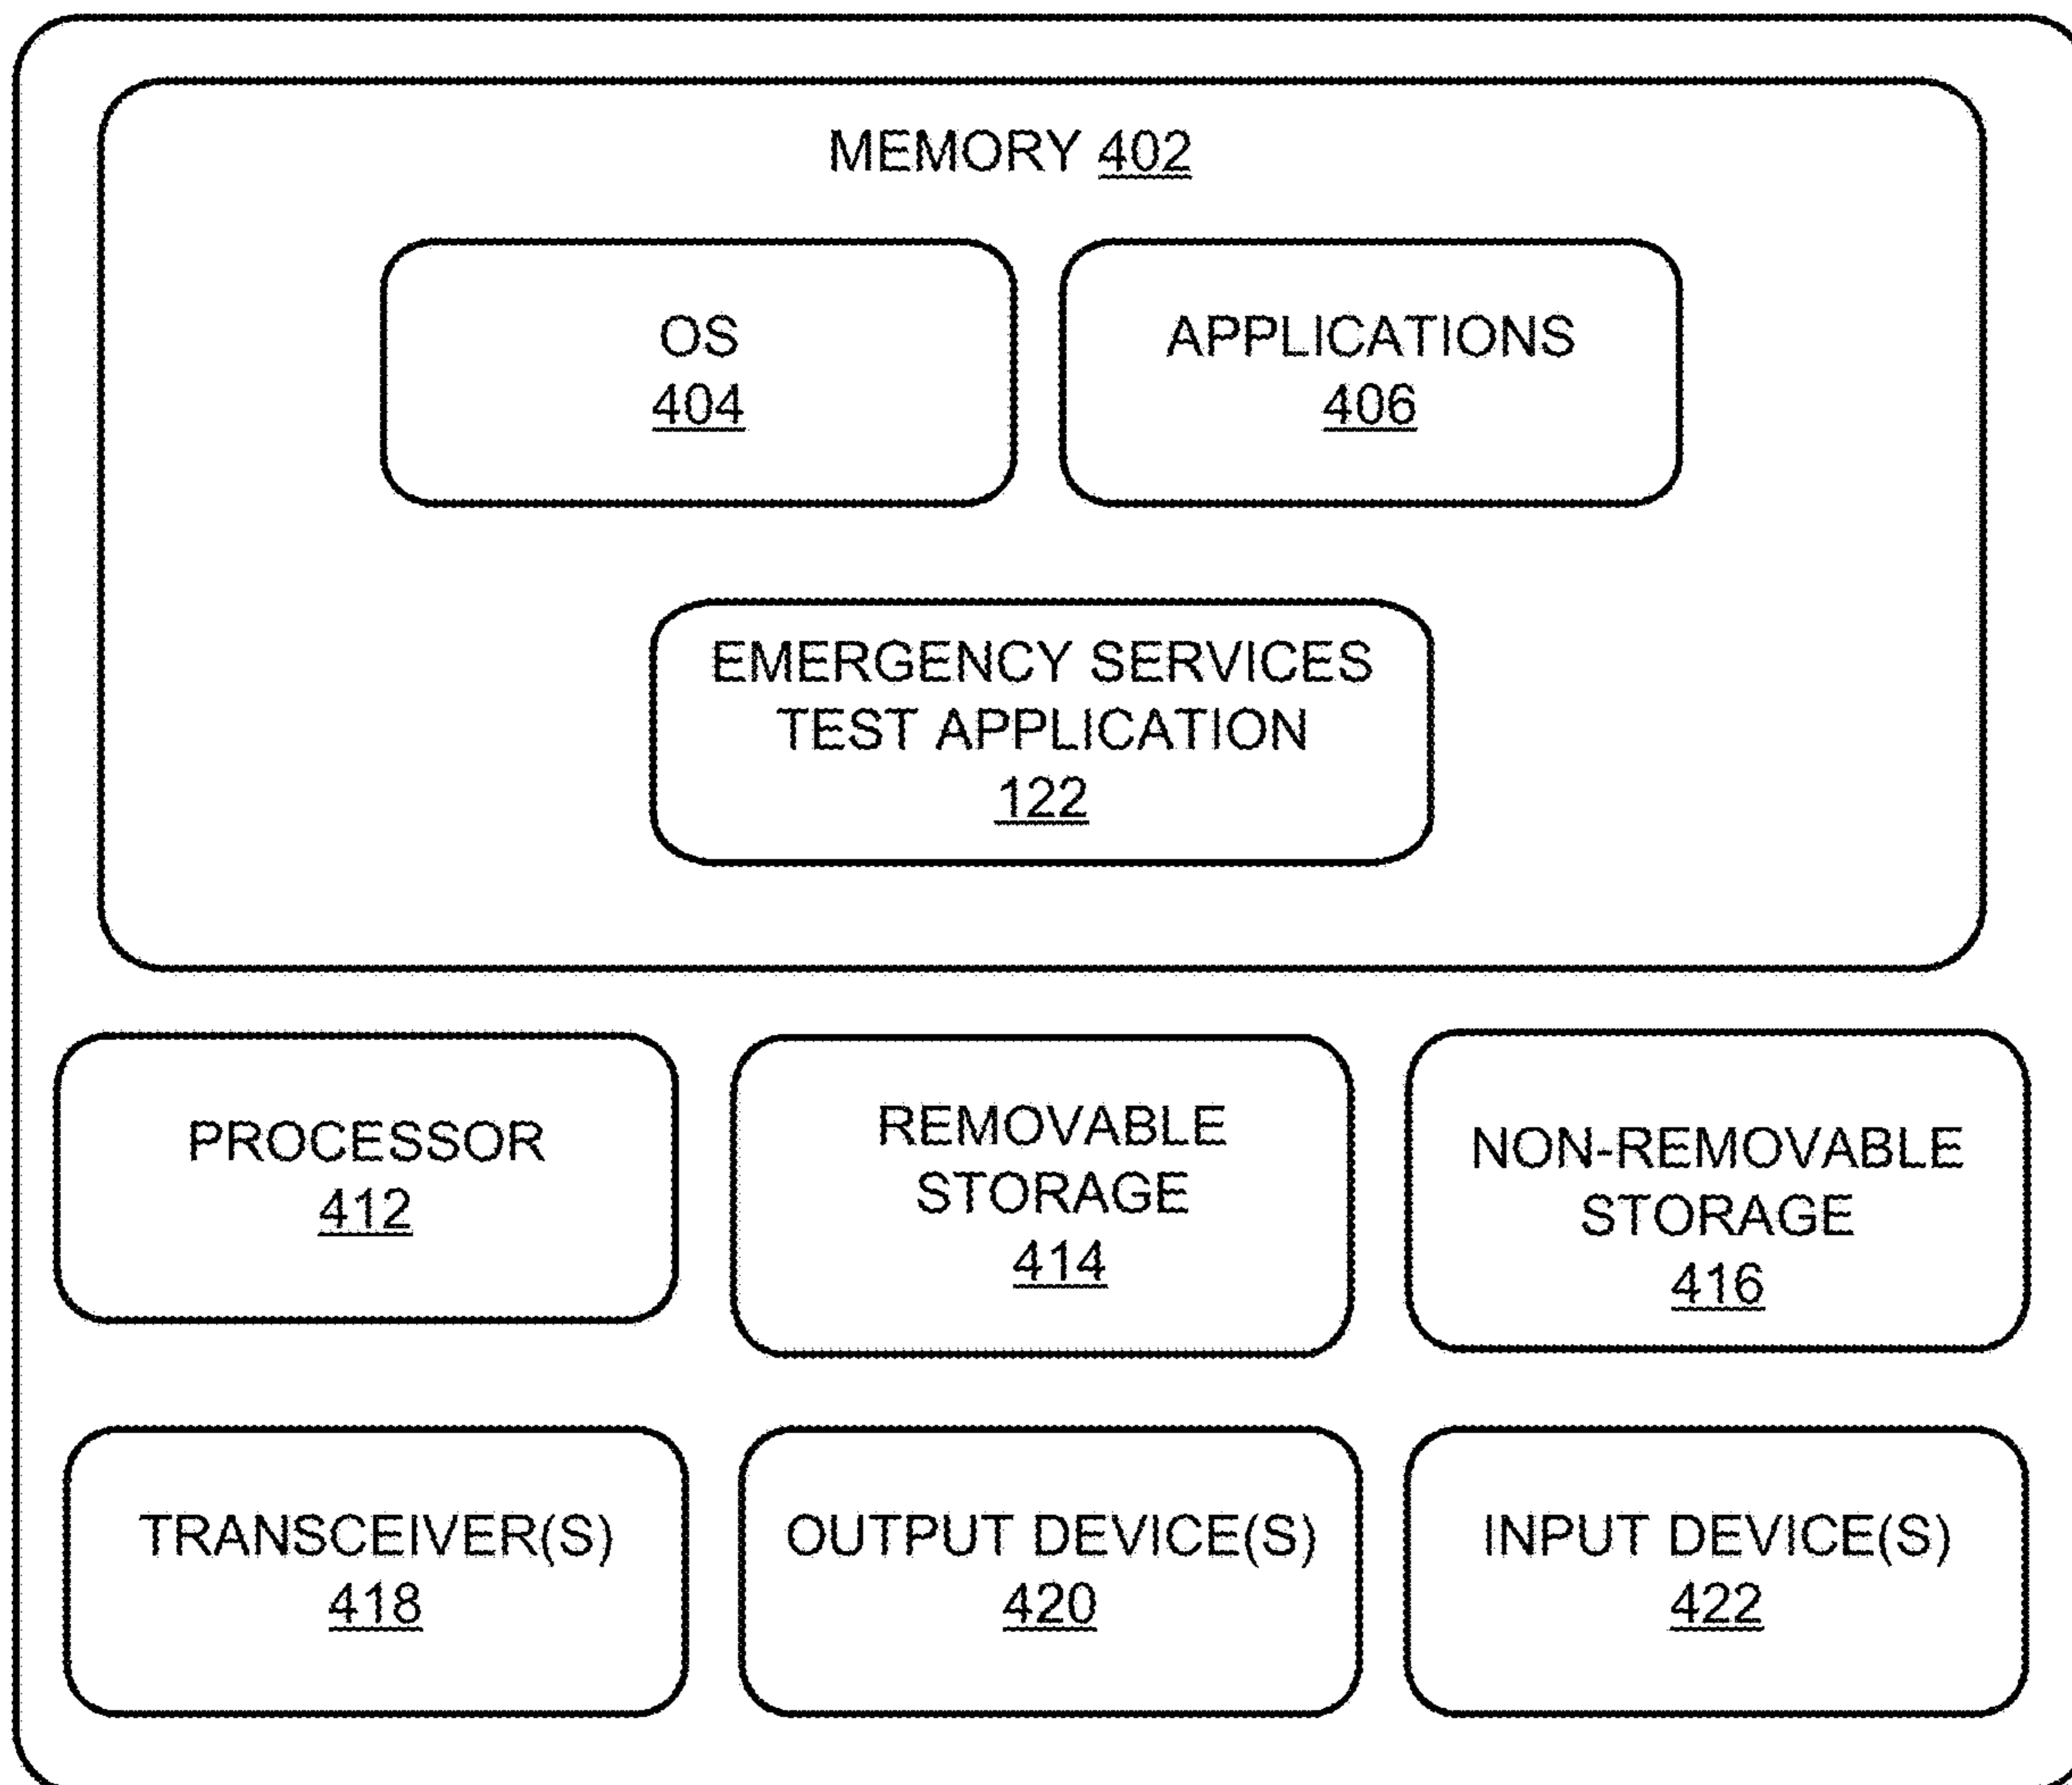 MEMORY 402
OS
404
APPLICATIONS
406
EMERGENCY SERVICES
TEST APPLICATION
122
PROCESSOR
412
REMOVABLE
STORAGE
414
NON-REMOVABLE
STORAGE
416
TRANSCEIVER(S)
418
OUTPUT DEVICE(S)
420
INPUT DEVICE(S)
422